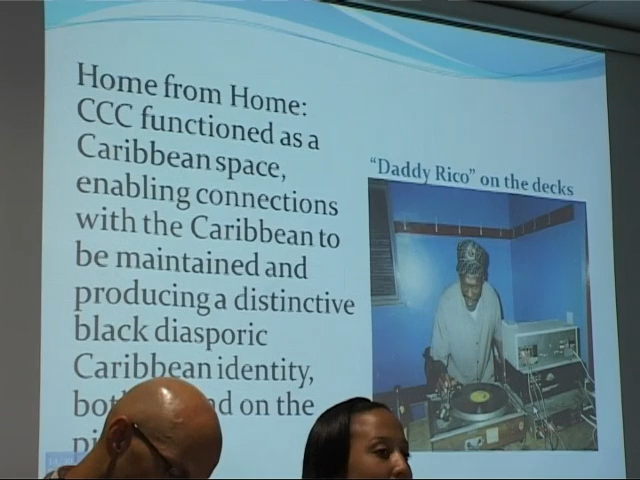 Home from Home:
CCC functioned as a
Caribbean space,
enabling connections
with the Caribbean to
be maintained and
producing a distinctive
black diasporic
Caribbean identity,
on the
"Daddy Rico" on the decks